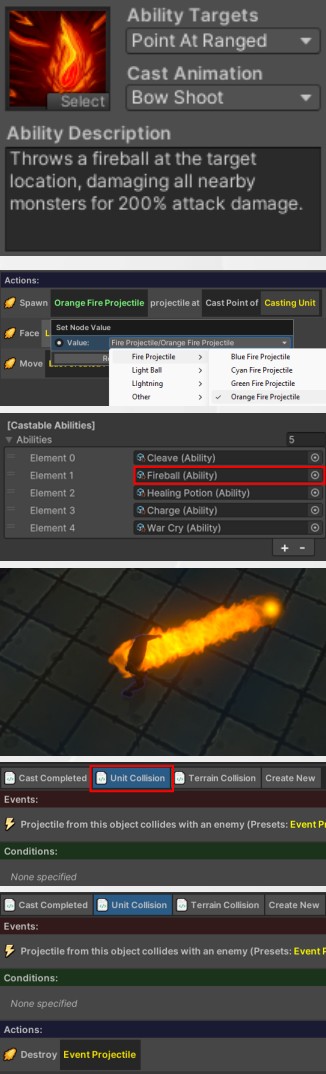 Ability Targets
Point At Ranged
Cast Animation
Bow Shoot
Select
Ability Description
Throws a fireball at the target
location, damaging all nearby
monsters for 200% attack damage.
Actions:
Spawn Orange Fire Projectile projectile at Cast Point of Casting Unit
Set Node Value
Face
Value: Fire Projectile/Orange Fire Projectile
Fire Projectile > Blue Fire Projectile
Move
Light Ball > Cyan Fire Projectile
LIghtning > Green Fire Projectile
Other > ✓ Orange Fire Projectile
[Castable Abilities]
Abilities 5
Element 0 Cleave (Ability)
Element 1 Fireball (Ability)
Element 2 Healing Potion (Ability)
Element 3 Charge (Ability)
Element 4 War Cry (Ability)
+ -
Cast Completed Unit Collision Terrain Collision Create New
Events:
Projectile from this object collides with an enemy (Presets: Event Pr
Conditions:
None specified
Cast Completed Unit Collision Terrain Collision Create New
Events:
Projectile from this object collides with an enemy (Presets: Event Pr
Conditions:
None specified
Actions:
Destroy Event Projectile